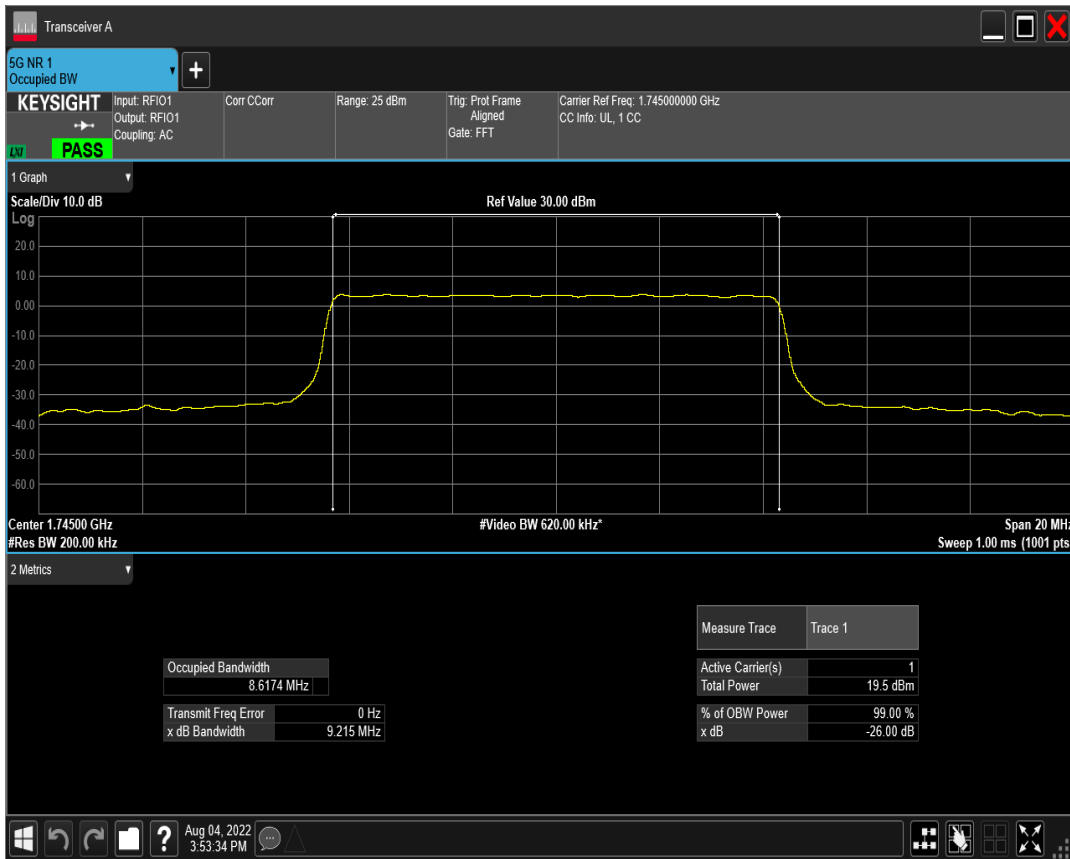 Transceiver A
5G NR 1
Occupied BW
KEYSIGHT
LXI
PASS
Input: RFIO1
Output: RFIO1
Coupling: AC
Corr CCorr
Range: 25 dBm
Trig: Prot Frame
Aligned
Gate: FFT
Carrier Ref Freq: 1.745000000 GHz
CC Info: UL, 1 CC
1 Graph
Scale/Div 10.0 dB
Ref Value 30.00 dBm
Log
20.0
10.0
0.00
-10.0
-20.0
-30.0
-40.0
-50.0
-60.0
Center 1.74500 GHz
#Video BW 620.00 kHz*
Span 20 MHz
#Res BW 200.00 kHz
Sweep 1.00 ms (1001 pts
2 Metrics
Measure Trace Trace 1
Occupied Bandwidth
8.6174 MHz
Active Carrier(s) 1
Total Power 19.5 dBm
Transmit Freq Error 0 Hz
x dB Bandwidth 9.215 MHz
% of OBW Power 99.00 %
x dB -26.00 dB
?
Aug 04, 2022
3:53:34 PM